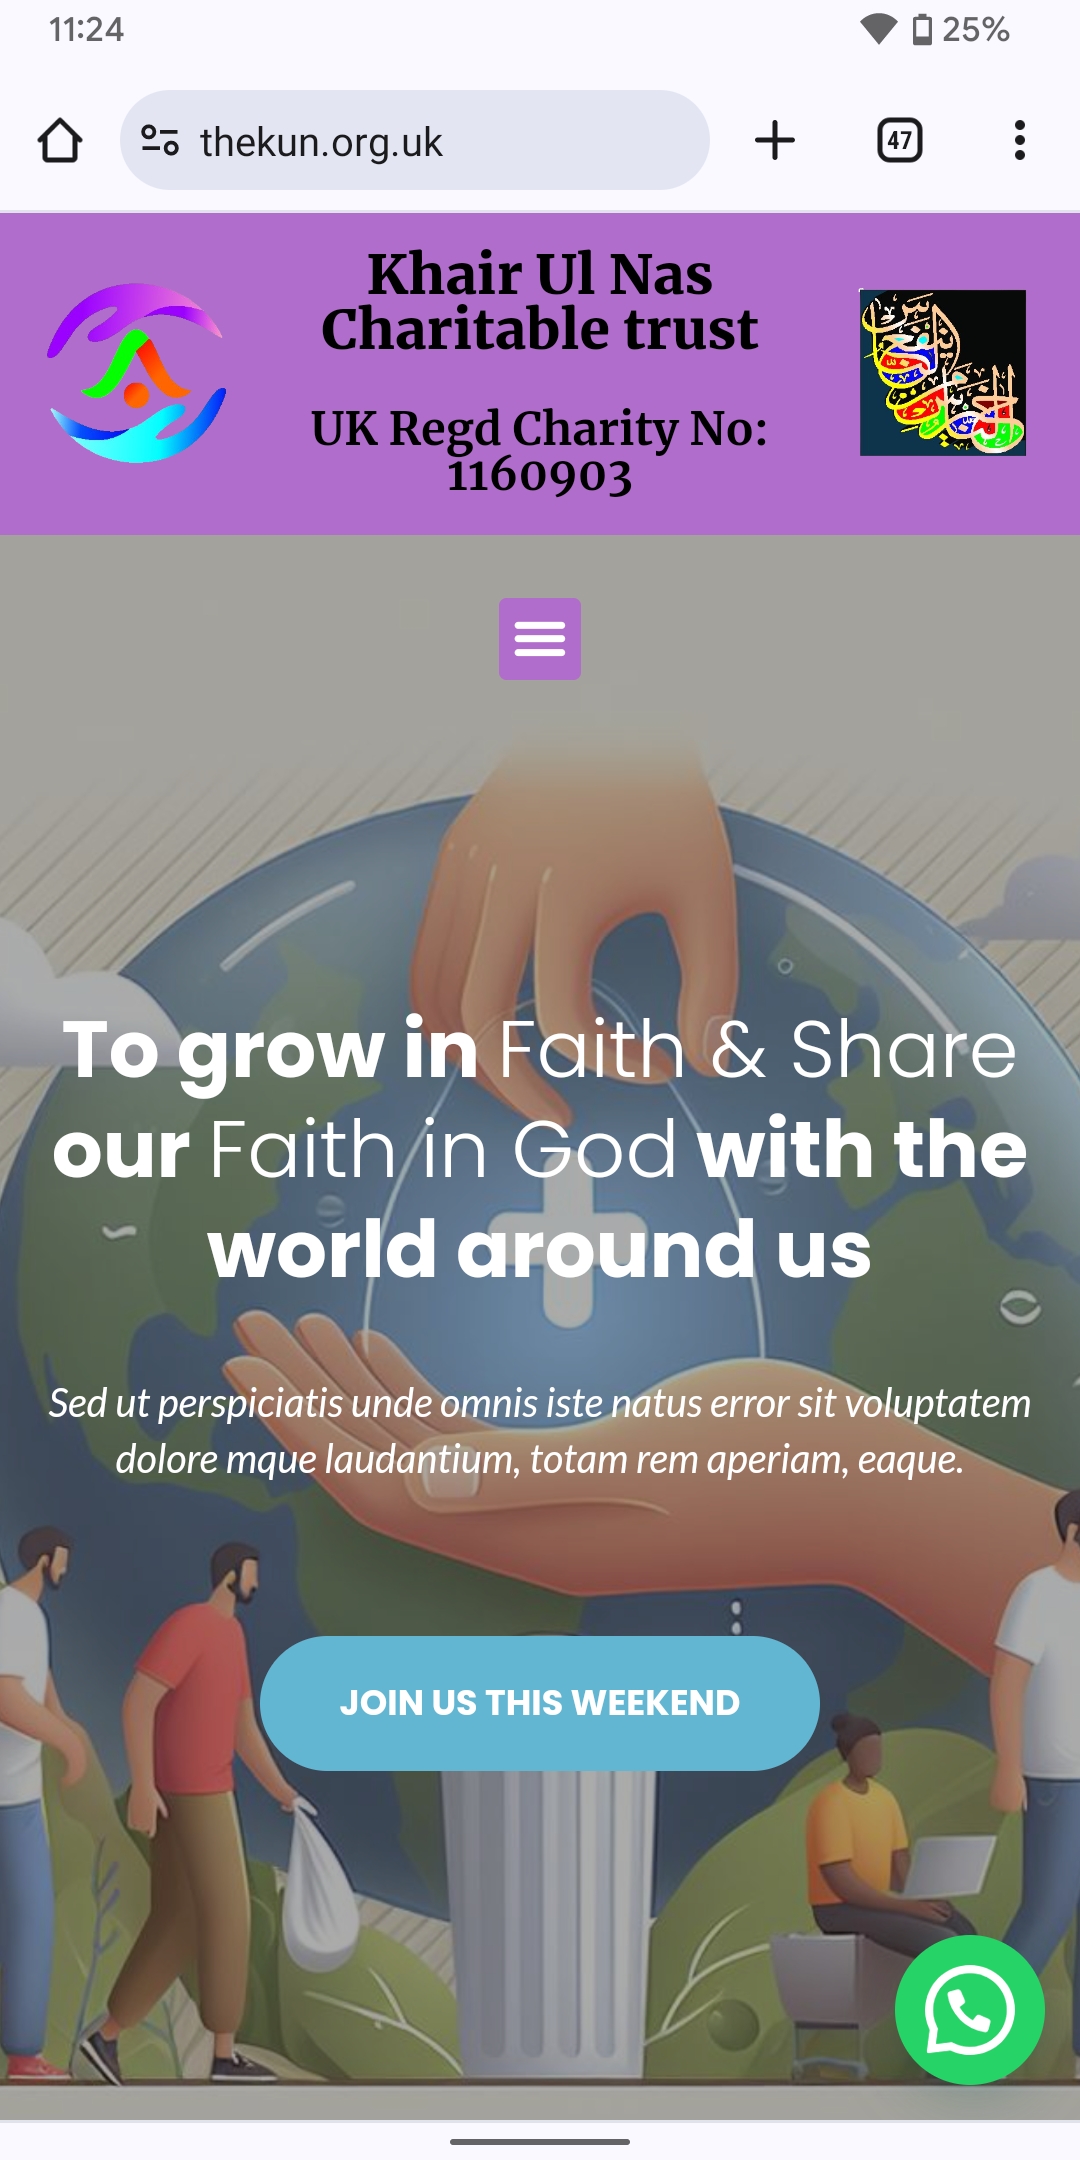 11:24
25%
thekun.org.uk
47
Khair Ul Nas
Charitable trust
UK Regd Charity No:
1160903
To grow in Faith & Share
our Faith in God with the
world around us
Sed ut perspiciatis unde omnis iste natus error sit voluptatem
dolore mque laudantium, totam rem aperiam, eaque.
JOIN US THIS WEEKEND